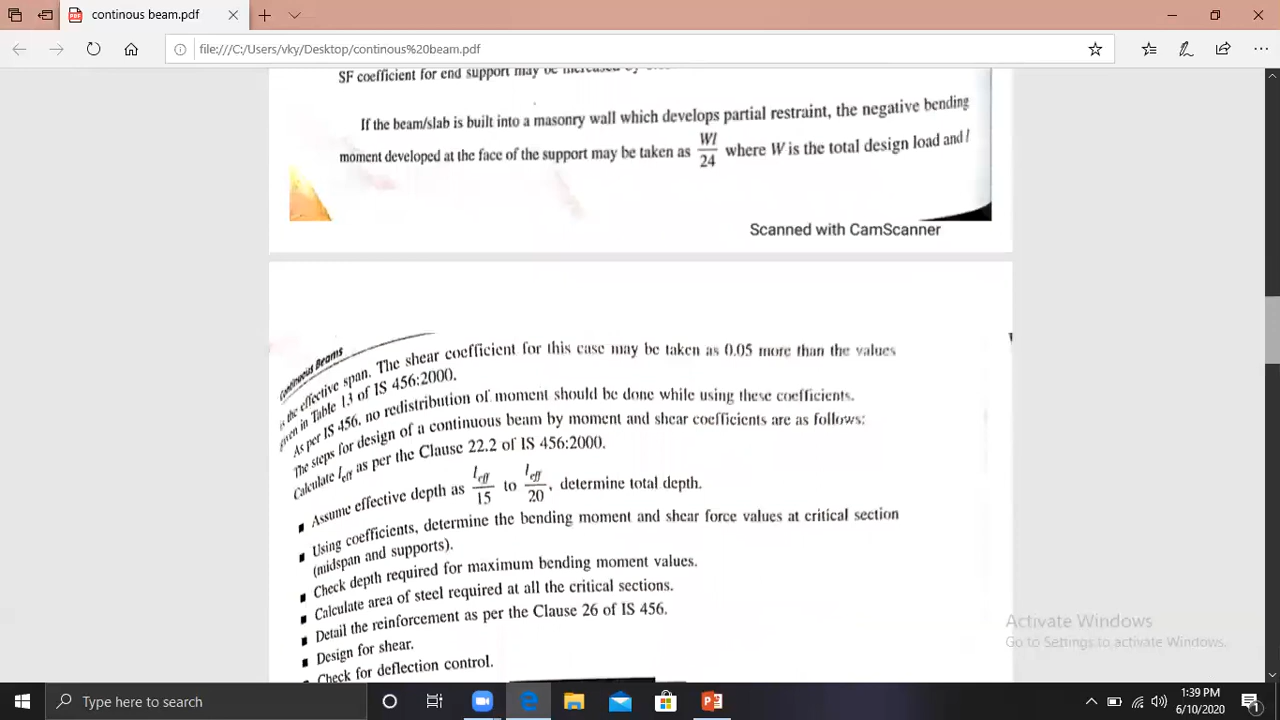 continous beam.pdf
file:///C:/Users/vky/Desktop/continous%20beam.pdf
SF coefficient for end support may be increased by
If the beam/slab is built into a masonry wall which develops partial restraint, the negative bending
moment developed at the face of the support may be taken as Wl/24 where W is the total design load and l
Scanned with CamScanner
Continuous Beams
is the effective span. The shear coefficient for this case may be taken as 0.05 more than the values
given in Table 13 of IS 456:2000.
As per IS 456, no redistribution of moment should be done while using these coefficients.
The steps for design of a continuous beam by moment and shear coefficients are as follows:
Calculate leff as per the Clause 22.2 of IS 456:2000.
■ Assume effective depth as leff/15 to leff/20, determine total depth.
■ Using coefficients, determine the bending moment and shear force values at critical section
(midspan and supports).
■ Check depth required for maximum bending moment values.
■ Calculate area of steel required at all the critical sections.
■ Detail the reinforcement as per the Clause 26 of IS 456.
■ Design for shear.
Check for deflection control.
Activate Windows
Go to Settings to activate Windows.
Type here to search
1:39 PM
6/10/2020